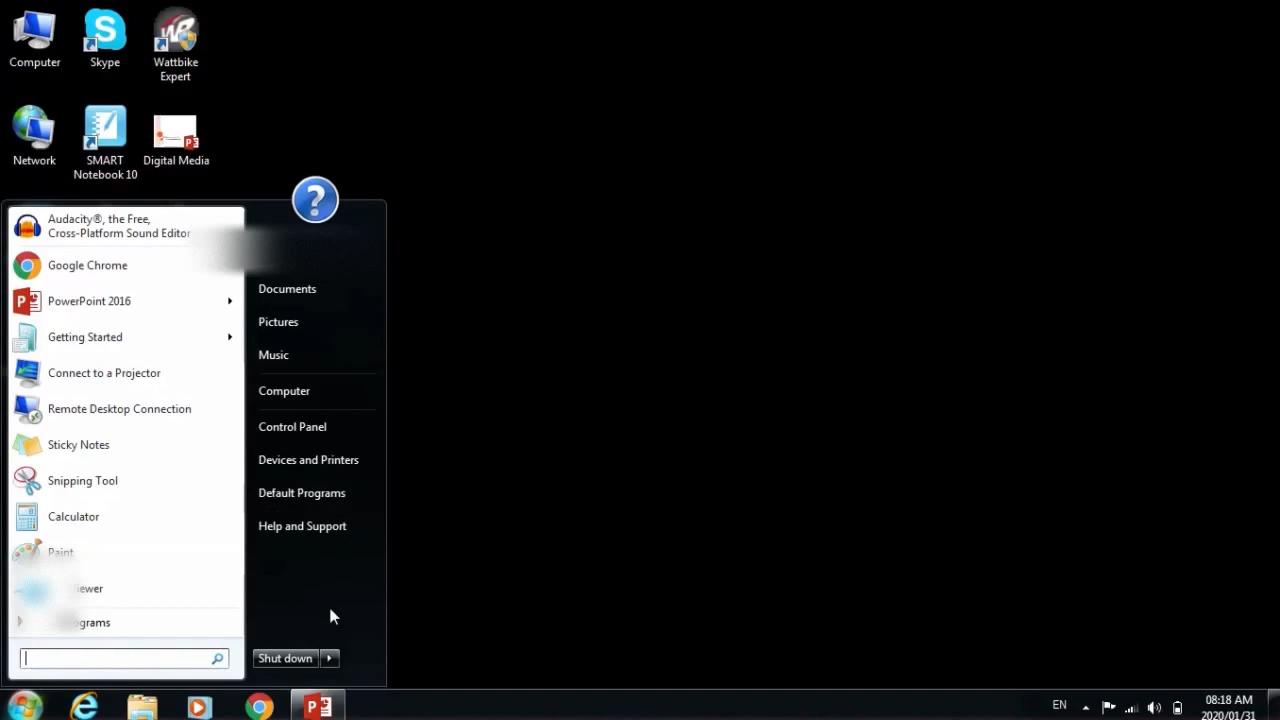 Computer
Skype
Wattbike
Expert
Network
SMART
Notebook 10
Digital Media
Audacity®, the Free,
Cross-Platform Sound Editor
Google Chrome
PowerPoint 2016
Getting Started
Connect to a Projector
Remote Desktop Connection
Sticky Notes
Snipping Tool
Calculator
Paint
Documents
Pictures
Music
Computer
Control Panel
Devices and Printers
Default Programs
Help and Support
Shut down
EN
08:18 AM
2020/01/31